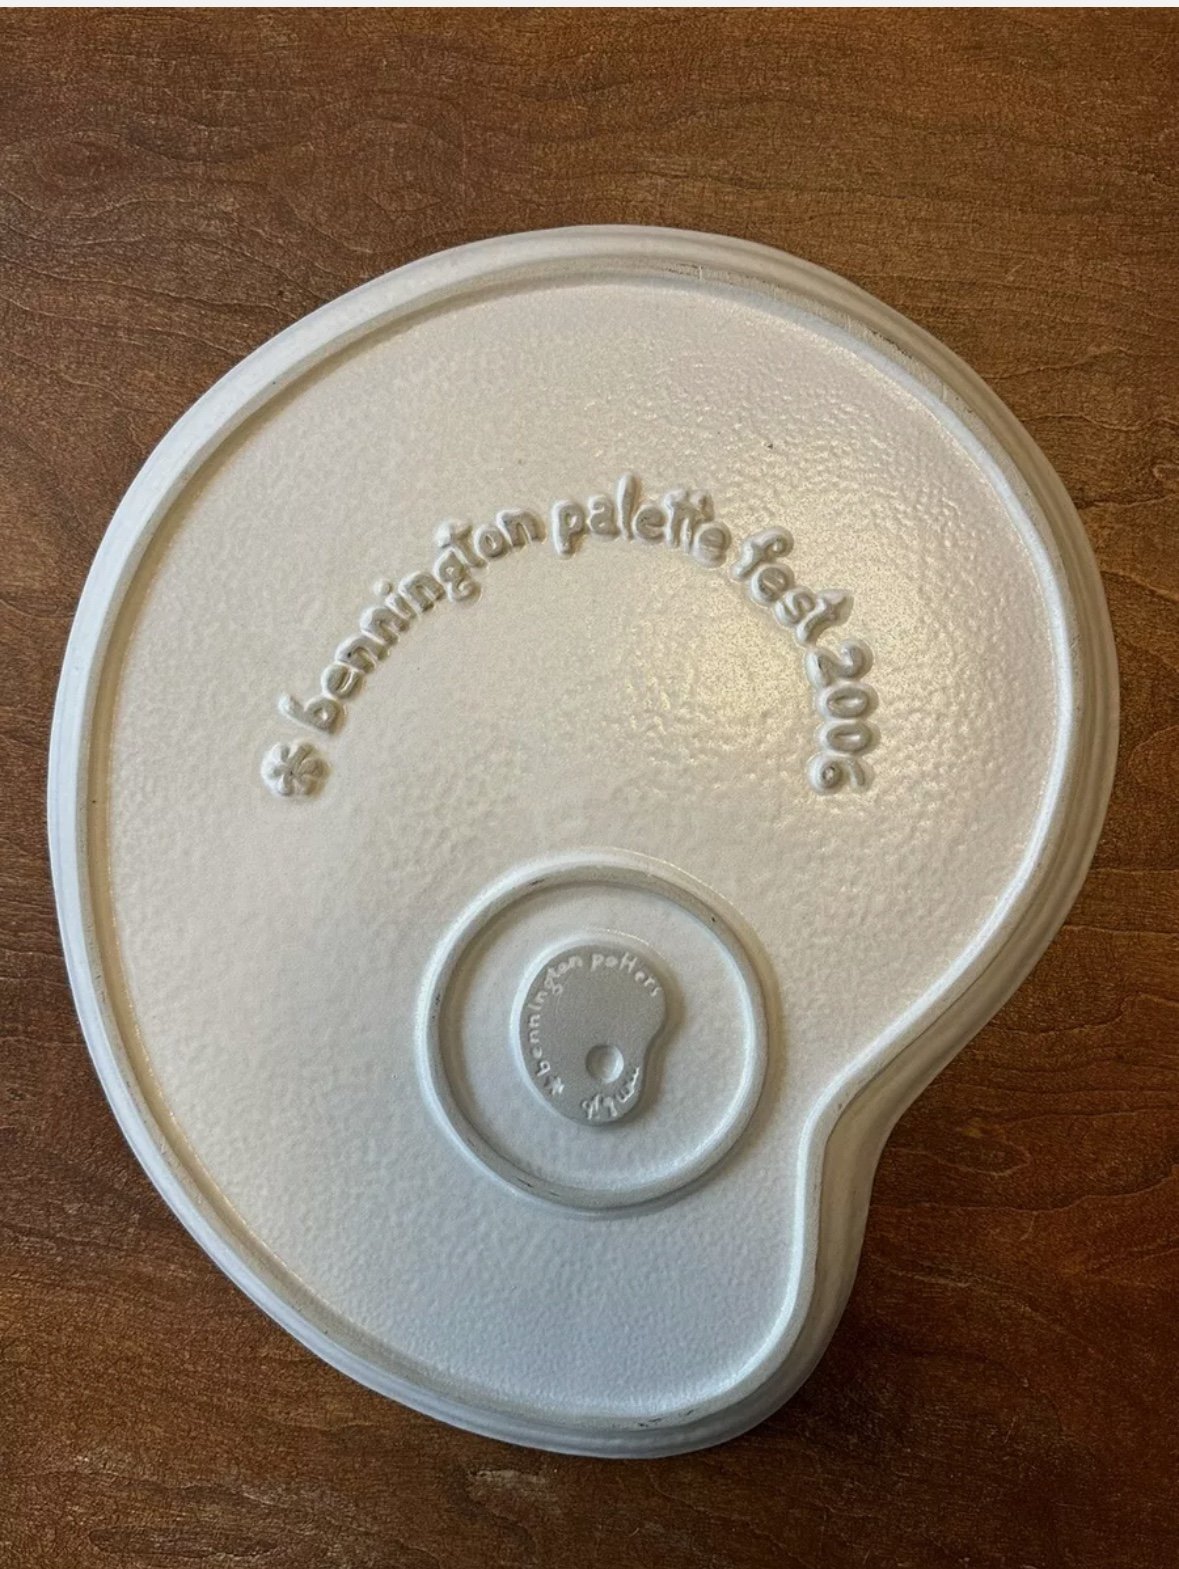 * bennington palette fest 2006
* bennington potters